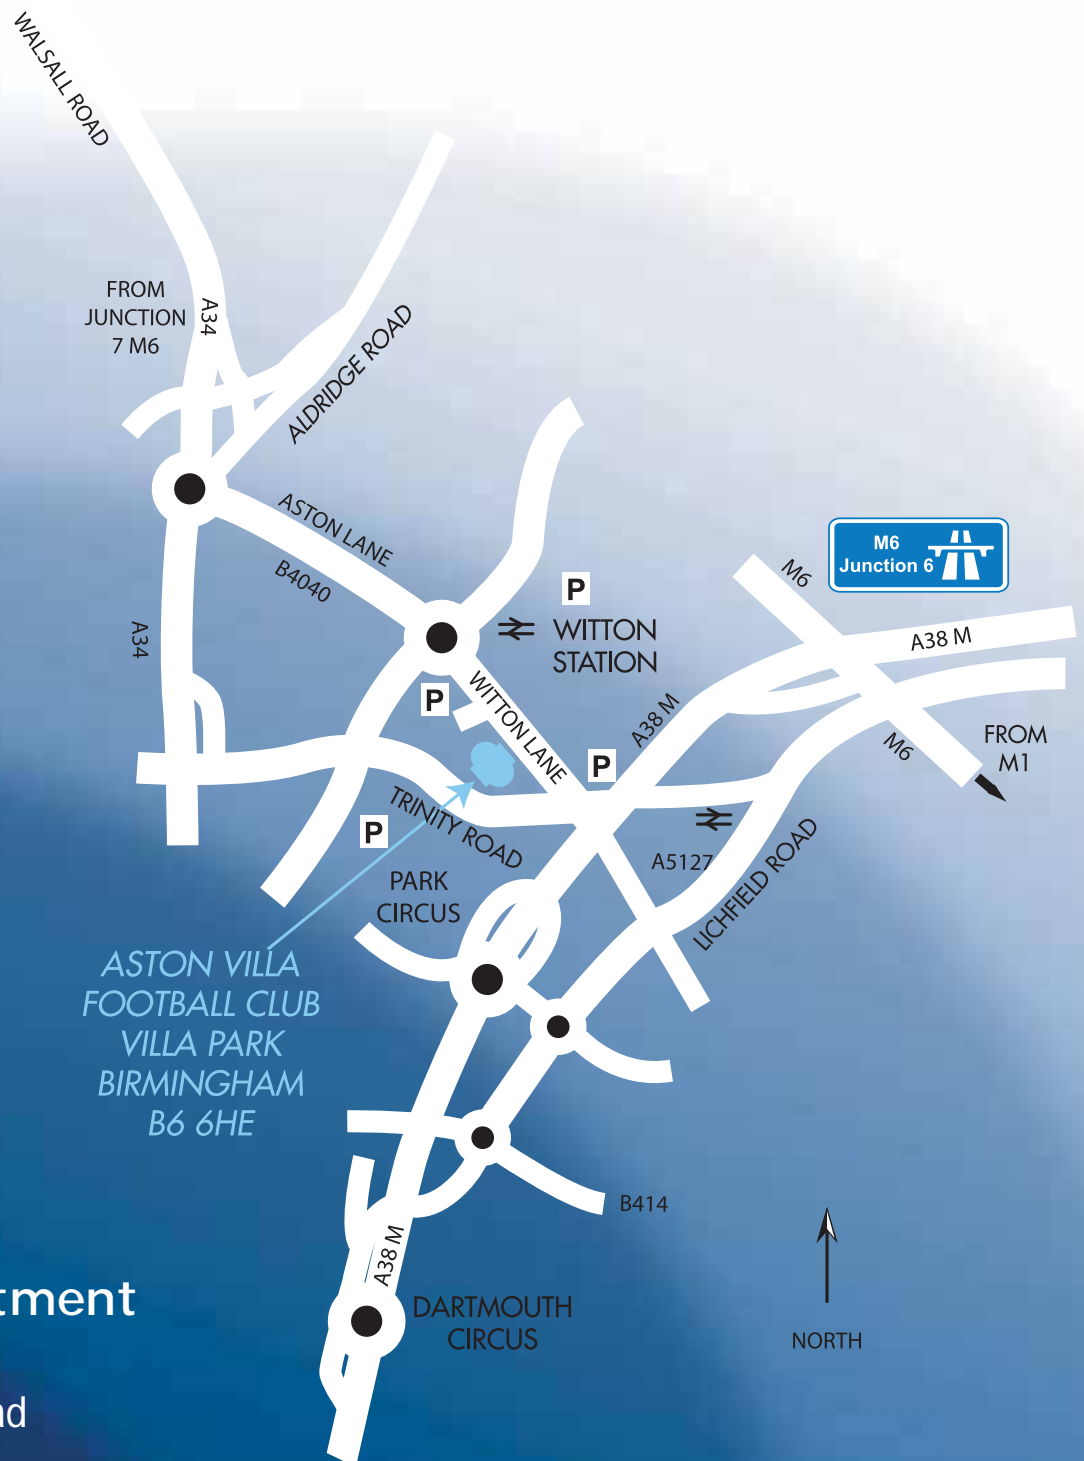 WALSALL ROAD
FROM
JUNCTION
7 M6
A34
ALDRIDGE ROAD
ASTON LANE
B4040
A34
M6
Junction 6
M6
A38 M
P
WITTON
STATION
P
WITTON LANE
A38 M
M6
FROM
M1
P
TRINITY ROAD
P
A5127
LICHFIELD ROAD
PARK
CIRCUS
ASTON VILLA
FOOTBALL CLUB
VILLA PARK
BIRMINGHAM
B6 6HE
B414
A38 M
DARTMOUTH
CIRCUS
NORTH
tment
nd